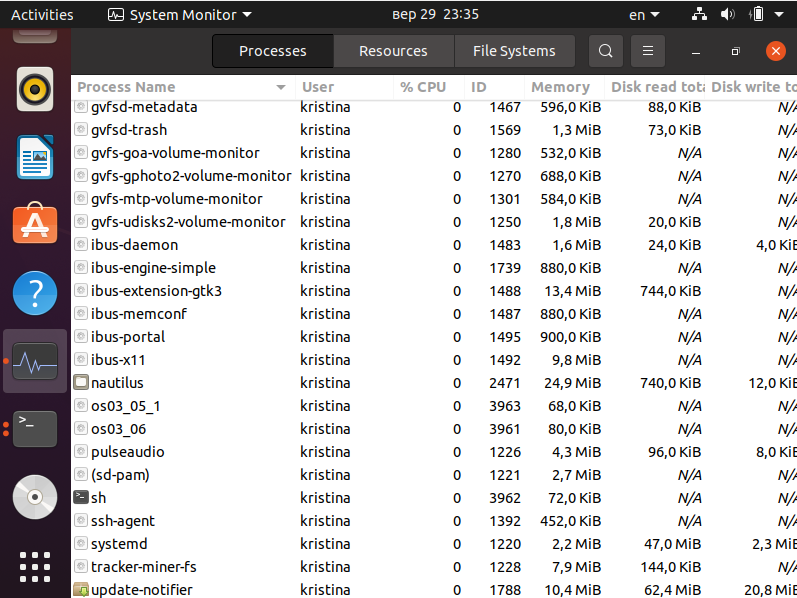 Activities System Monitor вер 29 23:35 en
Processes Resources File Systems
Process Name User % CPU ID Memory Disk read tota Disk write to
gvfsd-metadata kristina 0 1467 596,0 KiB 88,0 KiB N/A
gvfsd-trash kristina 0 1569 1,3 MiB 73,0 KiB N/A
gvfs-goa-volume-monitor kristina 0 1280 532,0 KiB N/A N/A
gvfs-gphoto2-volume-monitor kristina 0 1270 688,0 KiB N/A N/A
gvfs-mtp-volume-monitor kristina 0 1301 584,0 KiB N/A N/A
gvfs-udisks2-volume-monitor kristina 0 1250 1,8 MiB 20,0 KiB N/A
ibus-daemon kristina 0 1483 1,6 MiB 24,0 KiB 4,0 KiB
ibus-engine-simple kristina 0 1739 880,0 KiB N/A N/A
ibus-extension-gtk3 kristina 0 1488 13,4 MiB 744,0 KiB N/A
ibus-memconf kristina 0 1487 880,0 KiB N/A N/A
ibus-portal kristina 0 1495 900,0 KiB N/A N/A
ibus-x11 kristina 0 1492 9,8 MiB N/A N/A
nautilus kristina 0 2471 24,9 MiB 740,0 KiB 12,0 KiB
os03_05_1 kristina 0 3963 68,0 KiB N/A N/A
os03_06 kristina 0 3961 80,0 KiB N/A N/A
pulseaudio kristina 0 1226 4,3 MiB 96,0 KiB 8,0 KiB
(sd-pam) kristina 0 1221 2,7 MiB N/A N/A
sh kristina 0 3962 72,0 KiB N/A N/A
ssh-agent kristina 0 1392 452,0 KiB N/A N/A
systemd kristina 0 1220 2,2 MiB 47,0 MiB 2,3 MiB
tracker-miner-fs kristina 0 1228 7,9 MiB 144,0 KiB N/A
update-notifier kristina 0 1788 10,4 MiB 62,4 MiB 20,8 MiB